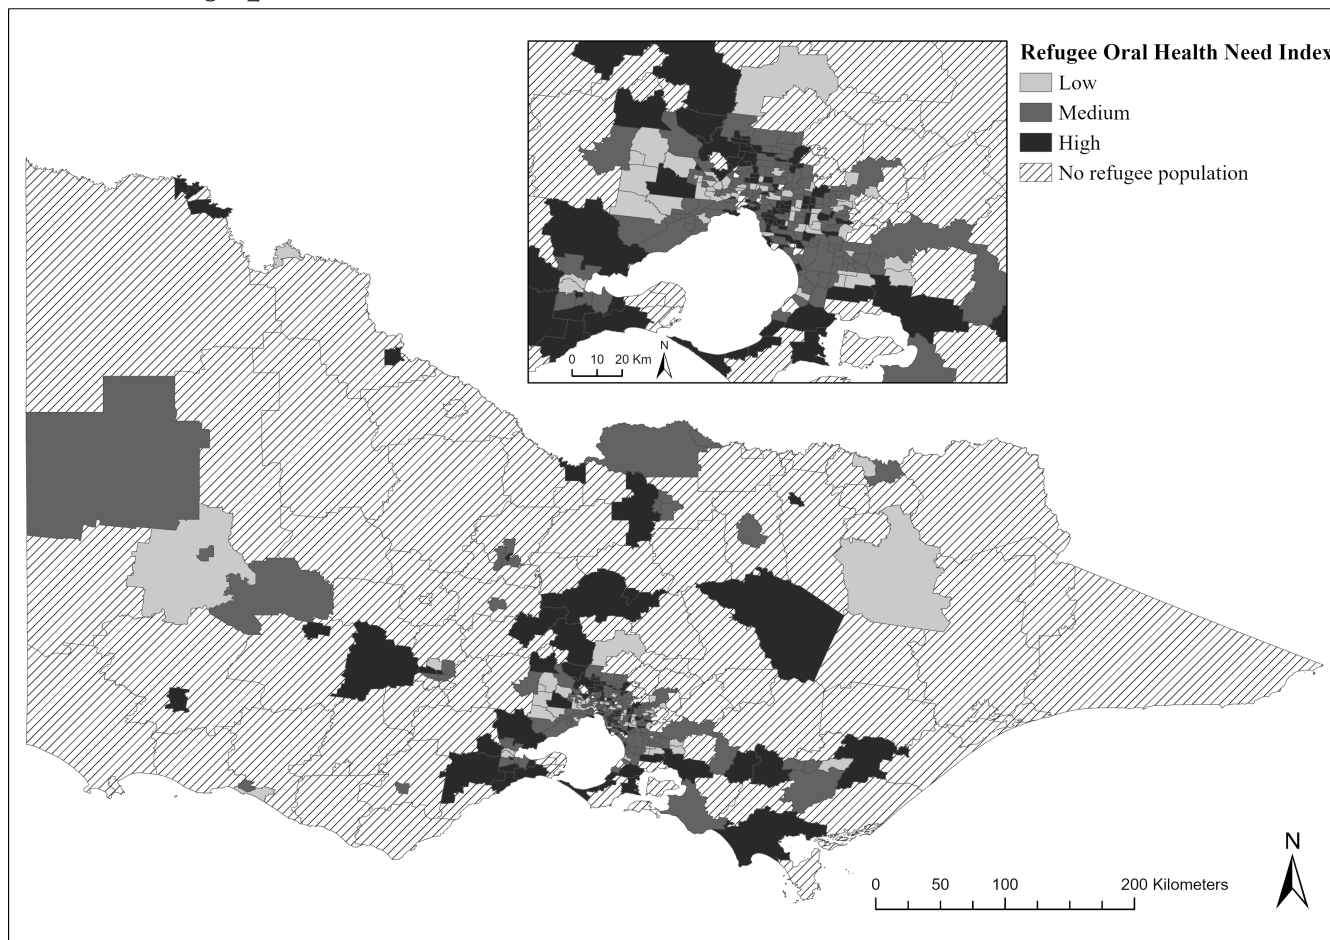 Refugee Oral Health Need Index
Low
Medium
High
No refugee population
N
0 10 20 Km
N
0 50 100 200 Kilometers